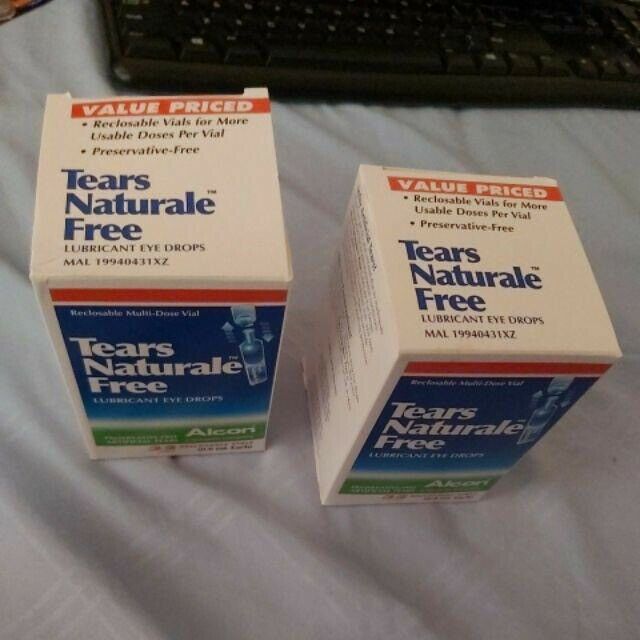 VALUE PRICED
• Reclosable Vials for More
Usable Doses Per Vial
• Preservative-Free
Tears
Naturale™
Free
LUBRICANT EYE DROPS
MAL 19940431XZ
Reclosable Multi-Dose Vial
Tears
Naturale™
Free
LUBRICANT EYE DROPS
Alcon
VALUE PRICED
• Reclosable Vials for More
Usable Doses Per Vial
• Preservative-Free
Tears
Naturale™
Free
LUBRICANT EYE DROPS
MAL 19940431XZ
Reclosable Multi-Dose Vial
Tears
Naturale
Free
LUBRICANT EYE DROPS
Alcon